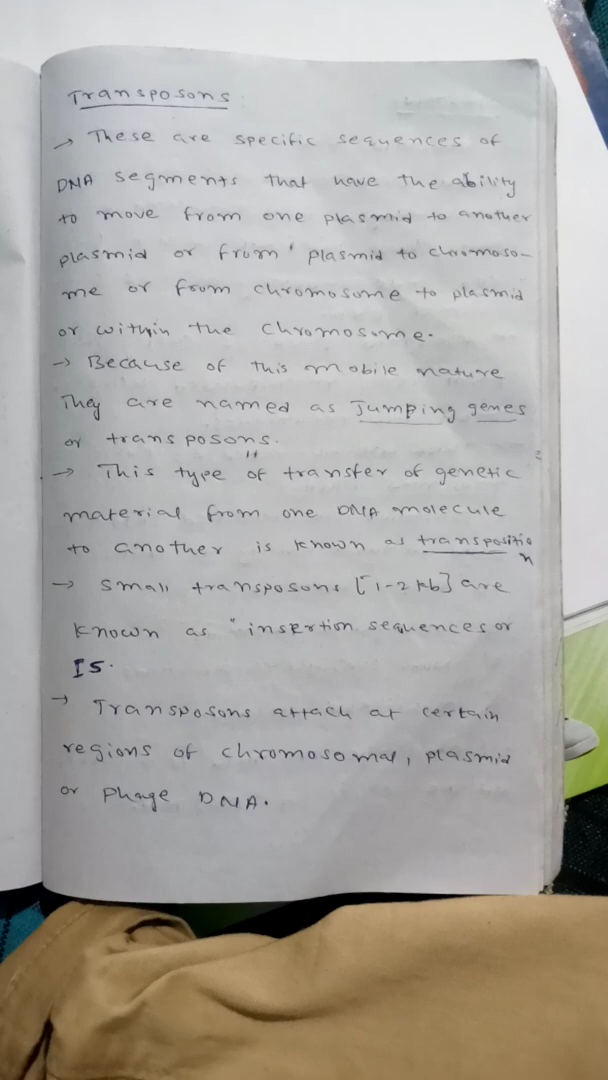 Transposons
→ These are specific sequences of
DNA segments that have the ability
to move from one plasmid to another
plasmid or from plasmid to chromoso-
me or from chromosome to plasmid
or within the chromosome.
→ Because of this mobile nature
They are named as Jumping genes
or transposons.
→ This type of transfer of genetic
material from one DNA molecule
to another is known as transpositio
n
→ Small transposons [1-2 kb] are
known as "insertion sequences or
IS.
→ Transposons attach at certain
regions of chromosomal, plasmid
or phage DNA.